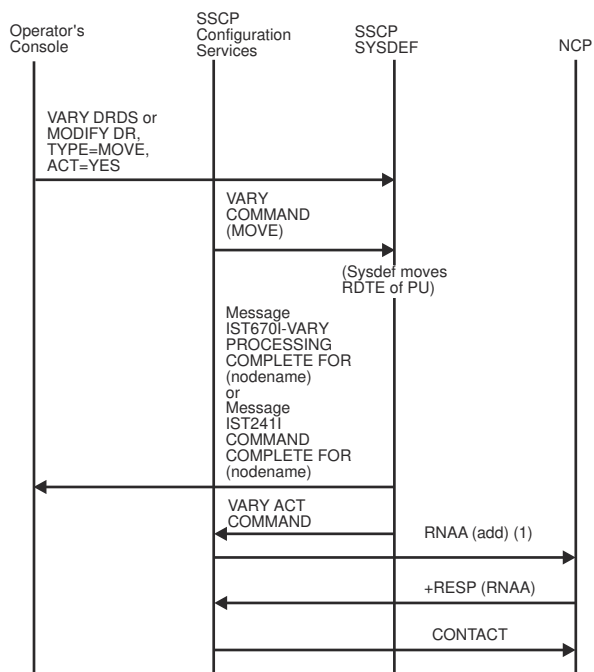 Operator's
Console
SSCP
Configuration
Services
SSCP
SYSDEF
NCP
VARY DRDS or
MODIFY DR,
TYPE=MOVE,
ACT=YES
VARY
COMMAND
(MOVE)
(Sysdef moves
RDTE of PU)
Message
IST670I-VARY
PROCESSING
COMPLETE FOR
(nodename)
or
Message
IST241I
COMMAND
COMPLETE FOR
(nodename)
VARY ACT
COMMAND
RNAA (add) (1)
+RESP (RNAA)
CONTACT